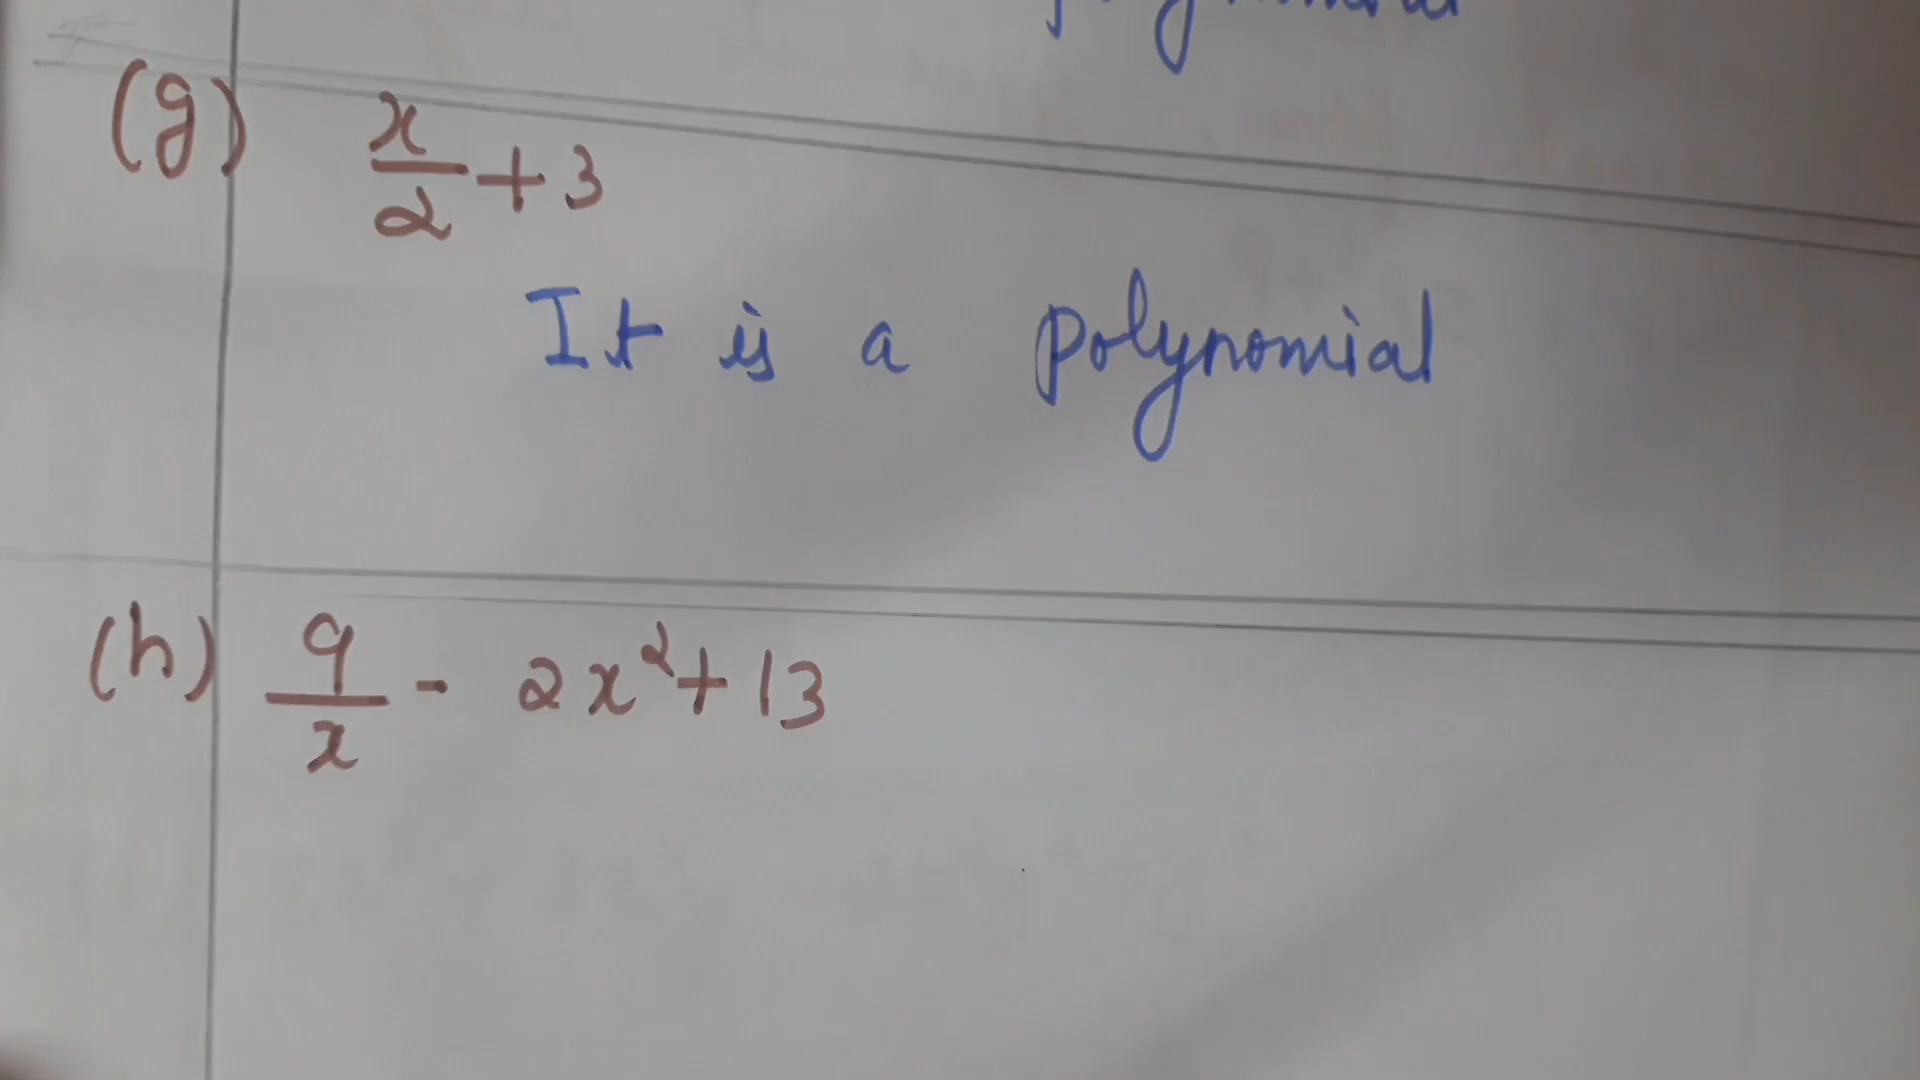 (g) x/2 + 3
It is a polynomial
(h) 9/x - 2x² + 13